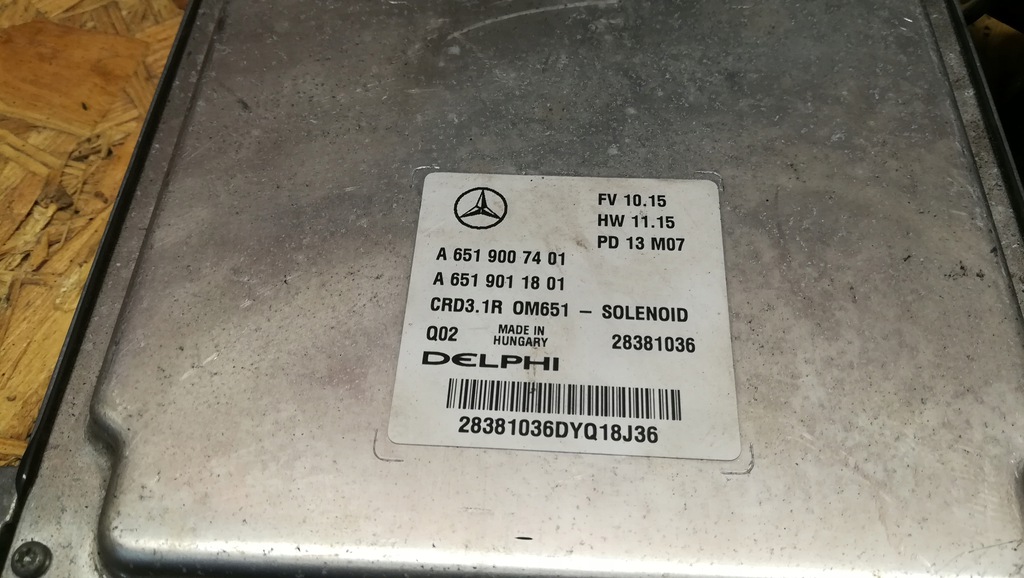 FV 10.15
HW 11.15
PD 13 M07
A 651 900 74 01
A 651 901 18 01
CRD3.1R OM651 – SOLENOID
Q02 MADE IN HUNGARY 28381036
DELPHI
28381036DYQ18J36